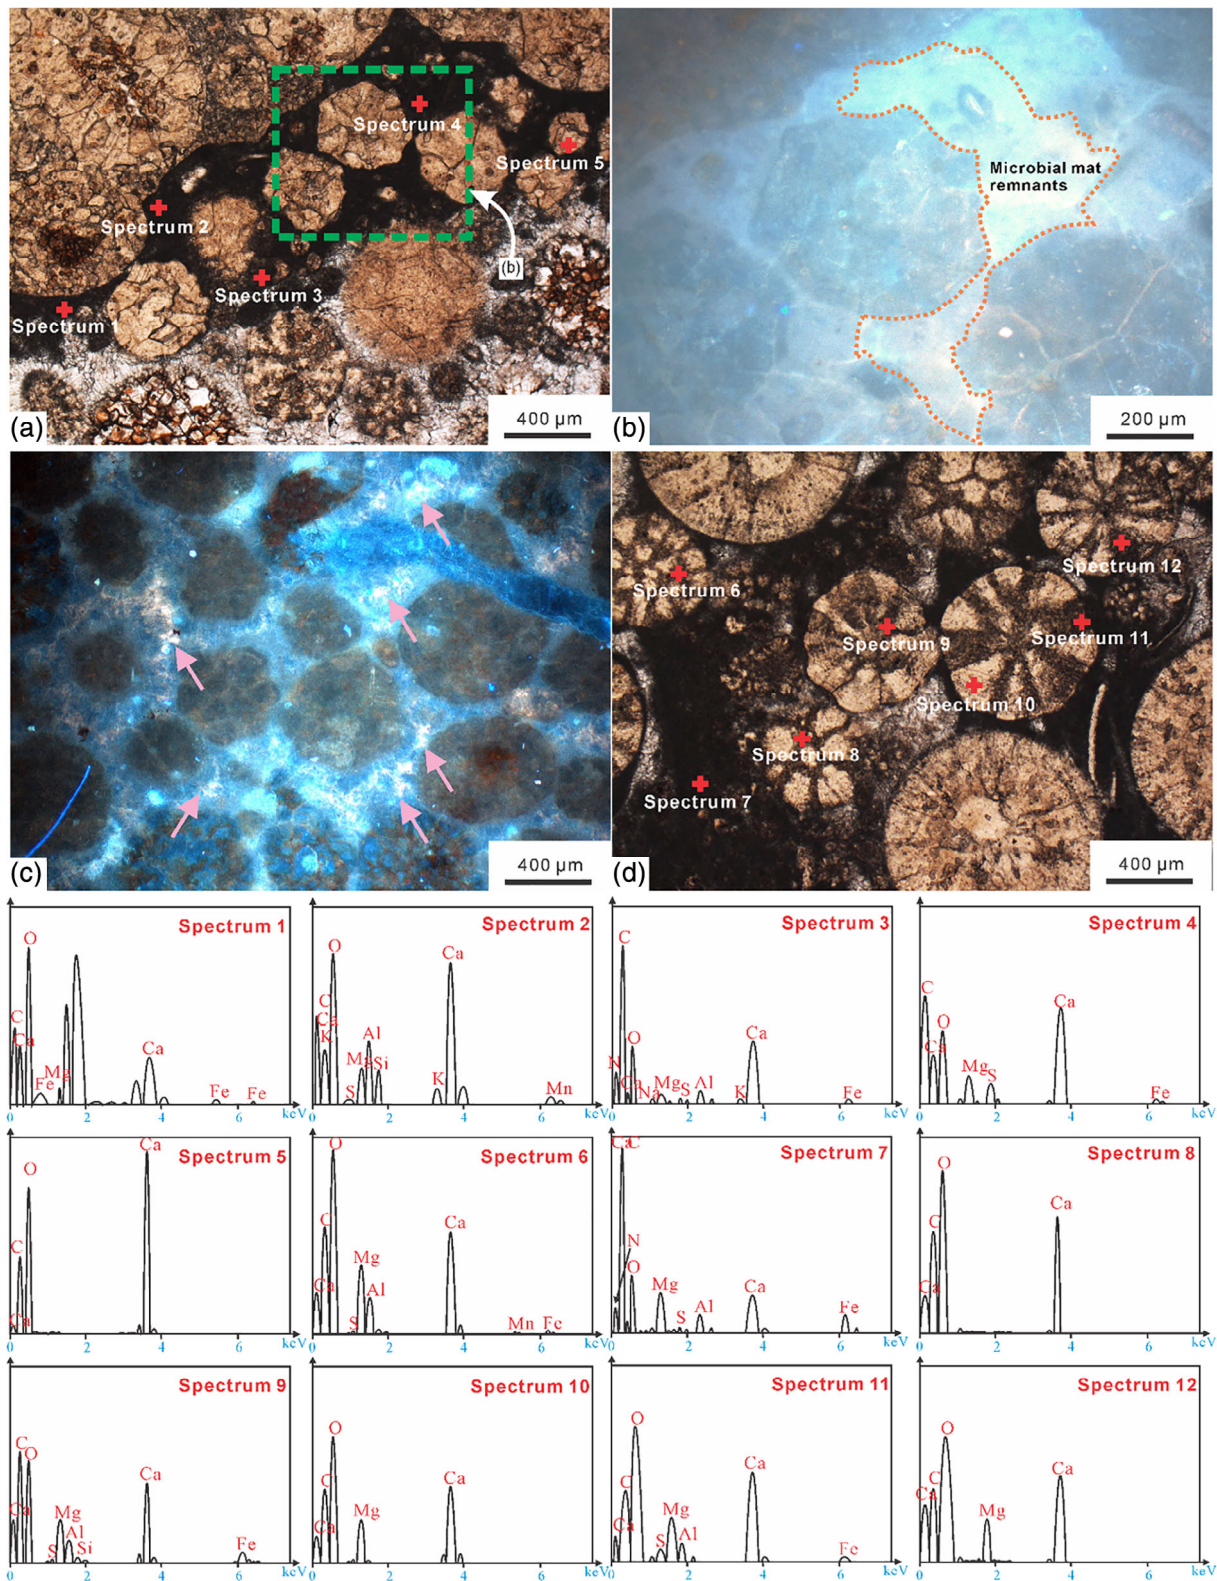 Spectrum 4
Spectrum 5
Spectrum 2
Spectrum 3
(b)
Spectrum 1
400 µm
(a)
Microbial mat
remnants
200 µm
(b)
400 µm
(c)
Spectrum 12
Spectrum 6
Spectrum 9
Spectrum 11
Spectrum 10
Spectrum 8
Spectrum 7
400 µm
(d)
Spectrum 1
O
C
Ca
Fe
Mg
Ca
Fe
Fe
0 2 4 6 keV
Spectrum 2
O
Ca
C
Ca
K
Al
Mg
Si
S
K
Mn
0 2 4 6 keV
Spectrum 3
C
O
N
Ca
Na
Mg
S
Al
Ca
K
Fe
0 2 4 6 keV
Spectrum 4
C
O
Ca
Mg
S
Ca
Fe
0 2 4 6 keV
Spectrum 5
Ca
O
C
Ca
0 2 4 6 keV
Spectrum 6
O
C
Ca
Mg
Al
S
Ca
Mn
Fe
0 2 4 6 keV
Spectrum 7
Ca
C
N
O
Mg
S
Al
Ca
Fe
0 2 4 6 keV
Spectrum 8
O
C
Ca
Ca
0 2 4 6 keV
Spectrum 9
C
O
Ca
Mg
Al
S
Si
Ca
Fe
0 2 4 6 keV
Spectrum 10
O
C
Ca
Mg
Ca
0 2 4 6 keV
Spectrum 11
O
C
Ca
Mg
S
Al
Ca
Fe
0 2 4 6 keV
Spectrum 12
O
C
Ca
Mg
Ca
0 2 4 6 keV